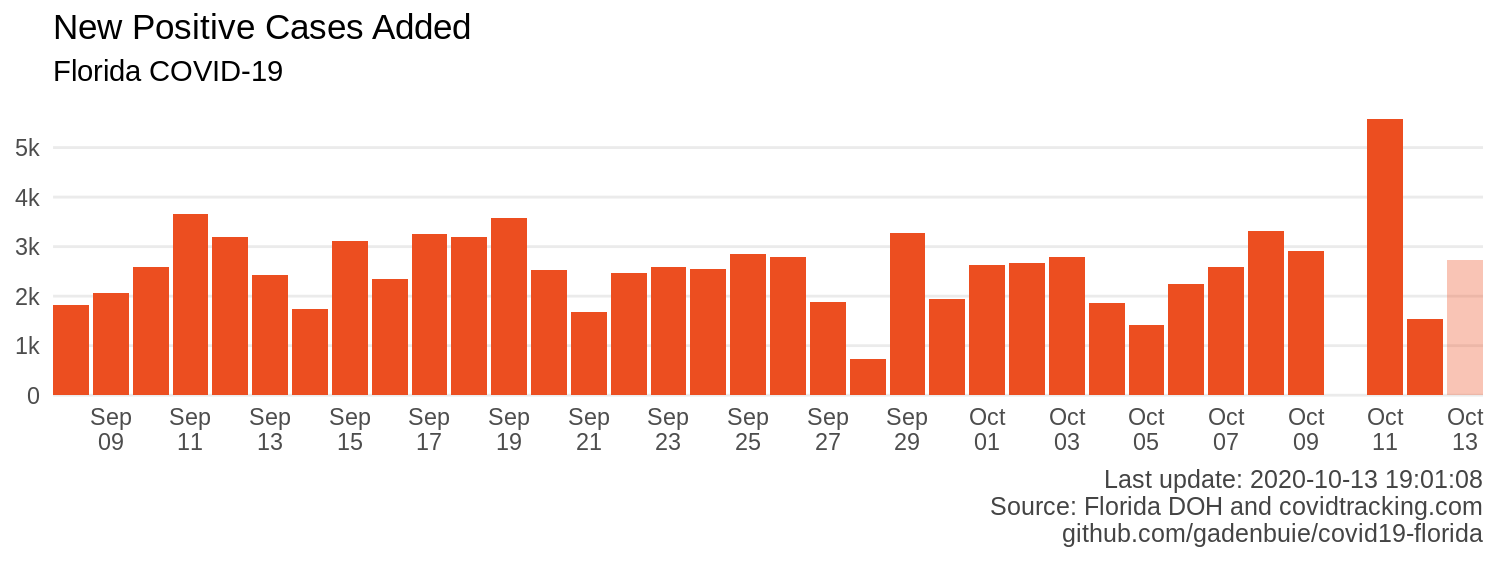 New Positive Cases Added
Florida COVID-19
5k
4k
3k
2k
1k
0
Sep Sep Sep Sep Sep Sep Sep Sep Sep Sep Sep Oct Oct Oct Oct Oct Oct Oct
09 11 13 15 17 19 21 23 25 27 29 01 03 05 07 09 11 13
Last update: 2020-10-13 19:01:08
Source: Florida DOH and covidtracking.com
github.com/gadenbuie/covid19-florida